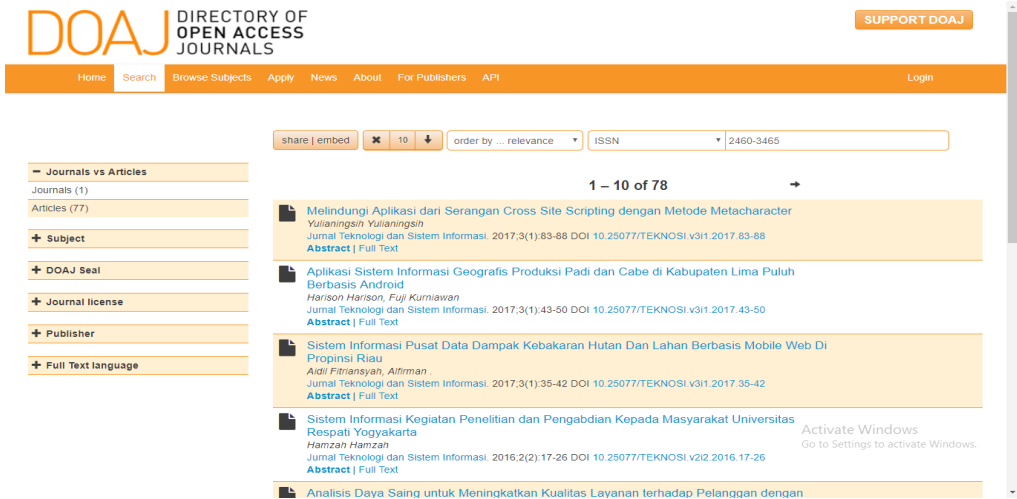 DOAJ
DIRECTORY OF
OPEN ACCESS
JOURNALS
SUPPORT DOAJ
Home Search Browse Subjects Apply News About For Publishers API Login
share | embed 10 order by ... relevance ISSN 2460-3465
Journals vs Articles
Journals (1)
Articles (77)
Subject
DOAJ Seal
Journal license
Publisher
Full Text language
1 – 10 of 78
Melindungi Aplikasi dari Serangan Cross Site Scripting dengan Metode Metacharacter
Yulianingsih Yulianingsih
Jurnal Teknologi dan Sistem Informasi. 2017;3(1):83-88 DOI 10.25077/TEKNOSI.v3i1.2017.83-88
Abstract | Full Text
Aplikasi Sistem Informasi Geografis Produksi Padi dan Cabe di Kabupaten Lima Puluh
Berbasis Android
Harison Harison, Fuji Kurniawan
Jurnal Teknologi dan Sistem Informasi. 2017;3(1):43-50 DOI 10.25077/TEKNOSI.v3i1.2017.43-50
Abstract | Full Text
Sistem Informasi Pusat Data Dampak Kebakaran Hutan Dan Lahan Berbasis Mobile Web Di
Propinsi Riau
Aidil Fitriansyah, Alfirman .
Jurnal Teknologi dan Sistem Informasi. 2017;3(1):35-42 DOI 10.25077/TEKNOSI.v3i1.2017.35-42
Abstract | Full Text
Sistem Informasi Kegiatan Penelitian dan Pengabdian Kepada Masyarakat Universitas
Respati Yogyakarta
Hamzah Hamzah
Jurnal Teknologi dan Sistem Informasi. 2016;2(2):17-26 DOI 10.25077/TEKNOSI.v2i2.2016.17-26
Abstract | Full Text
Analisis Daya Saing untuk Meningkatkan Kualitas Layanan terhadap Pelanggan dengan
Activate Windows
Go to Settings to activate Windows.